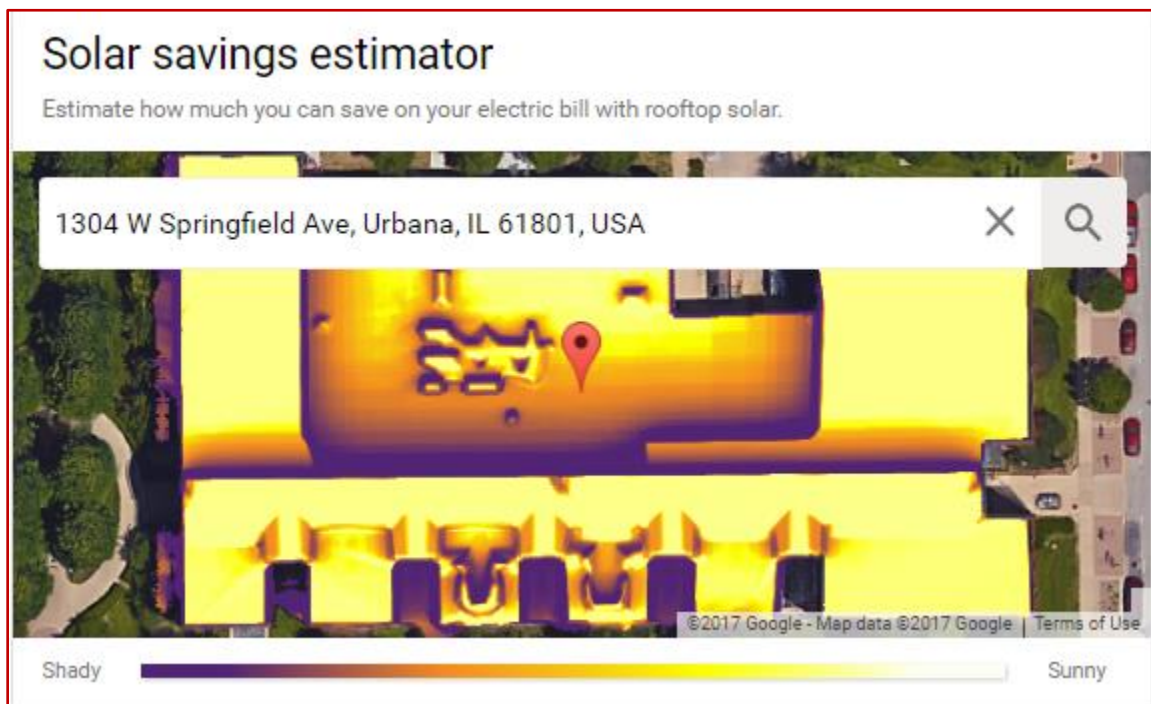 Solar savings estimator
Estimate how much you can save on your electric bill with rooftop solar.
1304 W Springfield Ave, Urbana, IL 61801, USA
©2017 Google - Map data ©2017 Google | Terms of Use
Shady Sunny